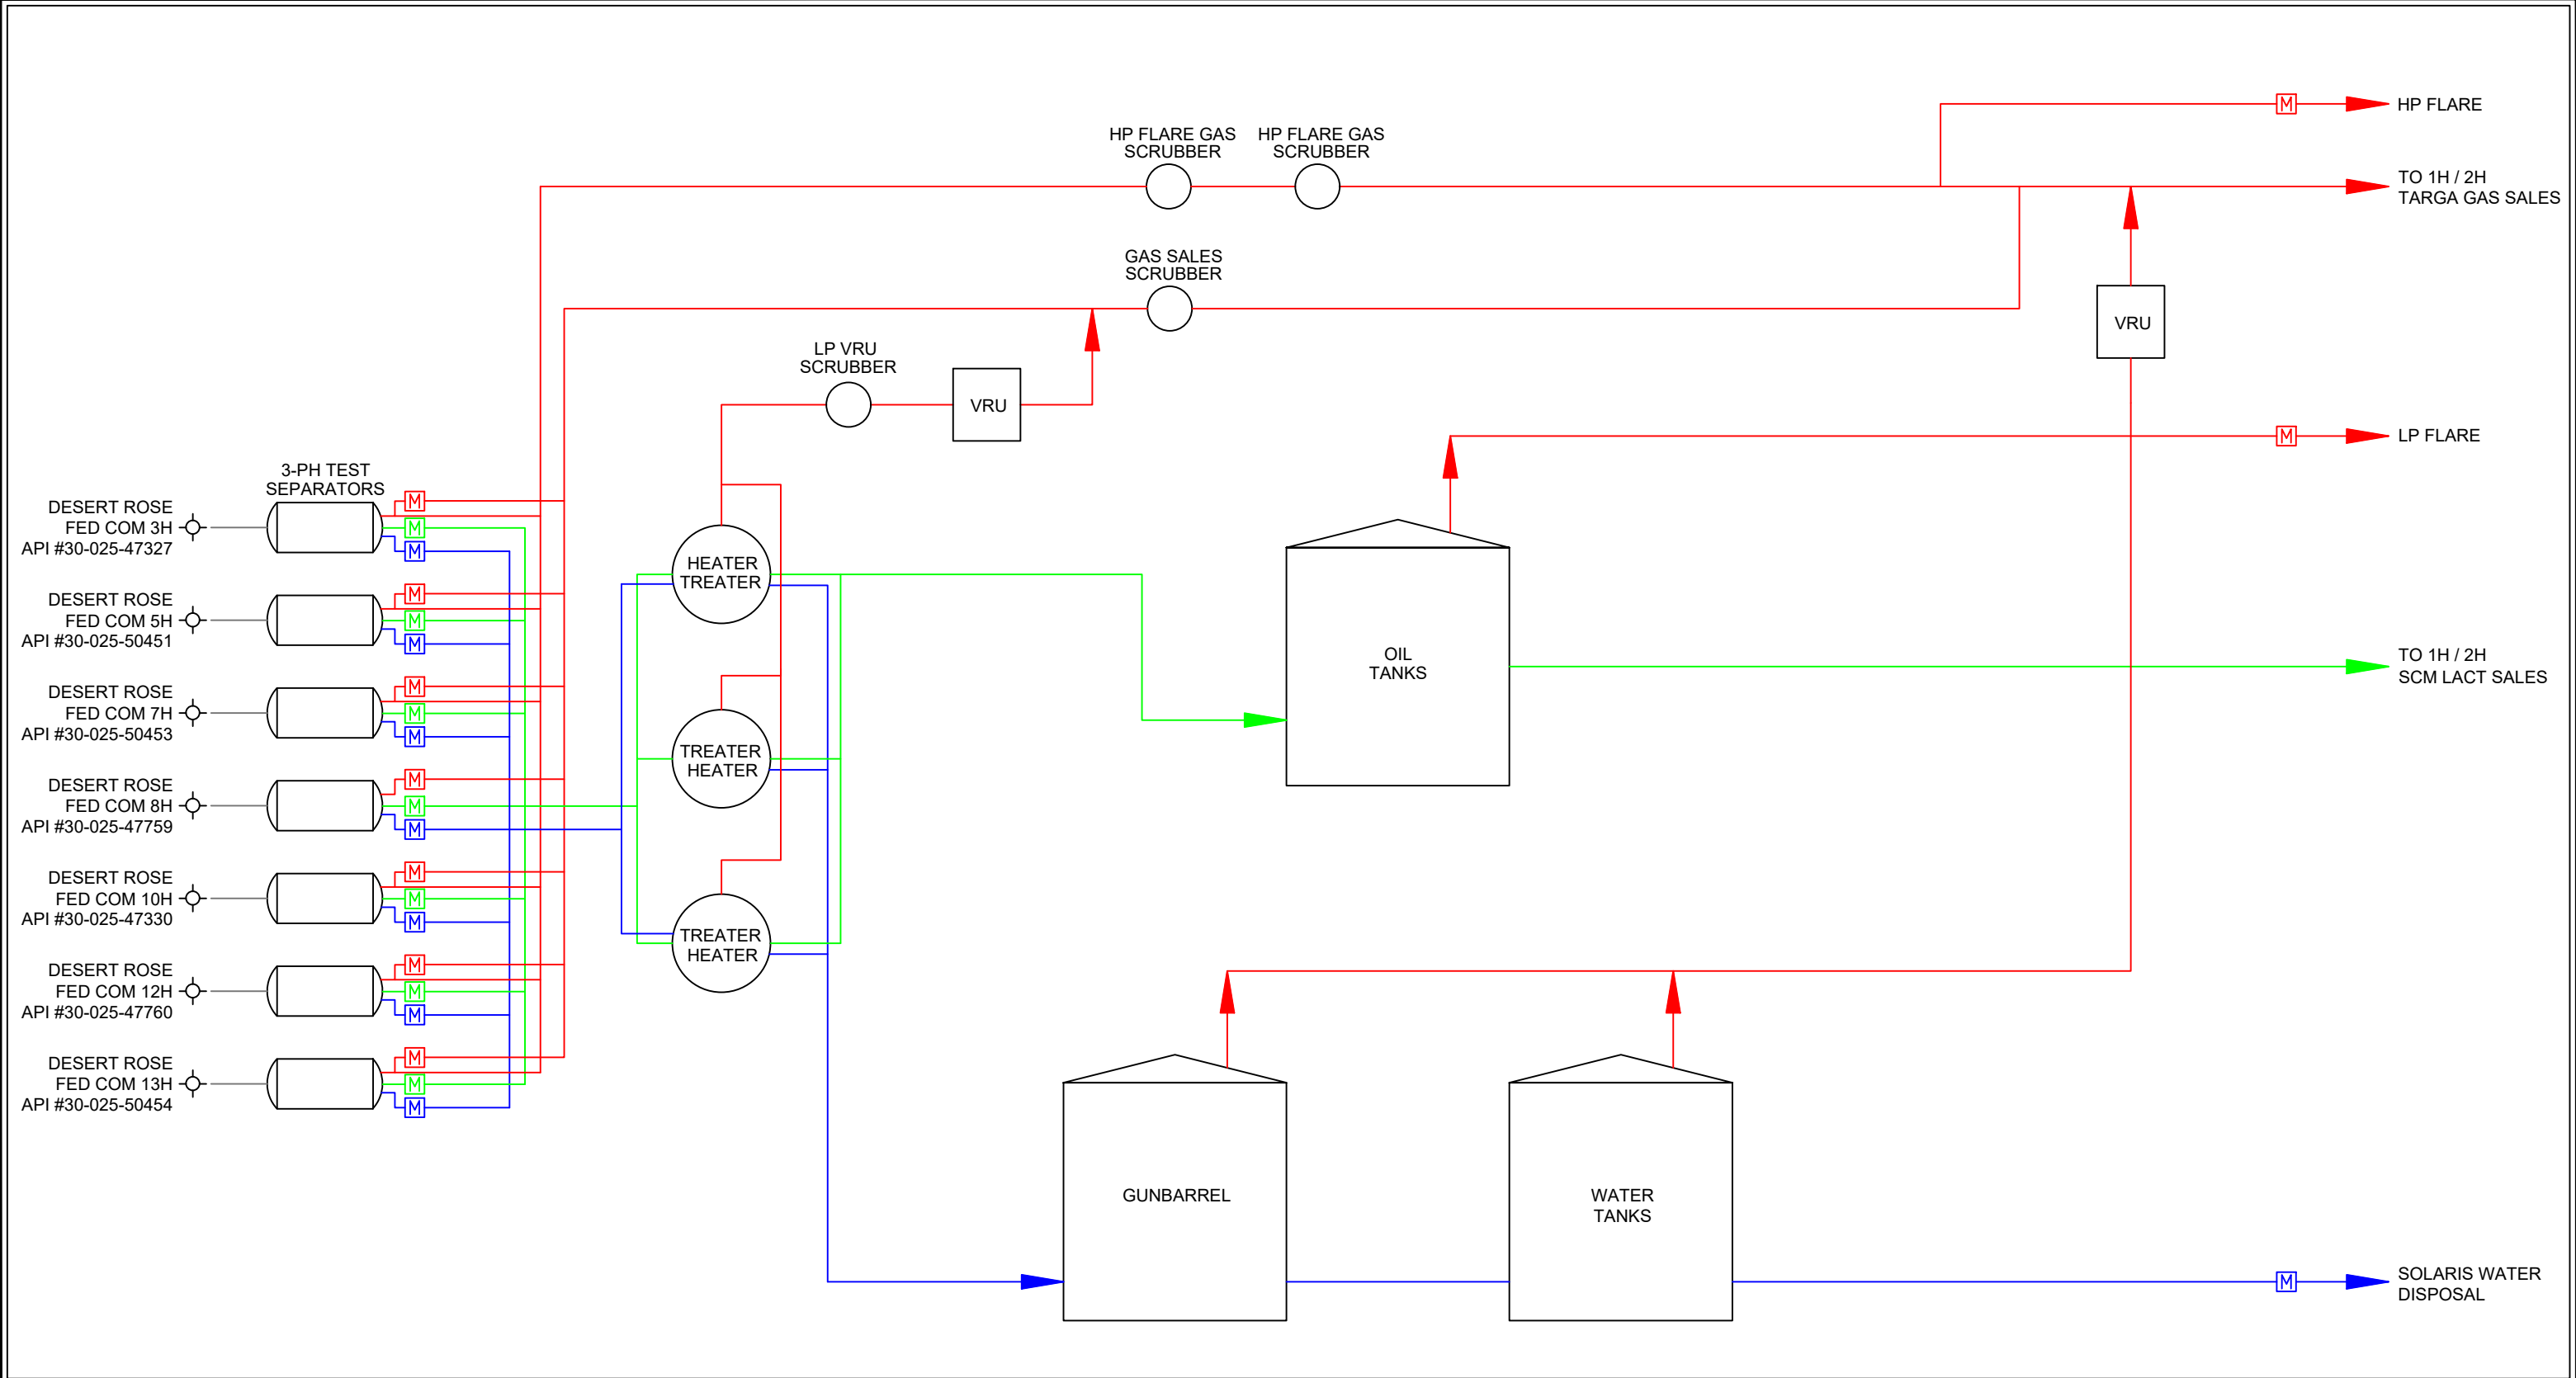 HP FLARE
HP FLARE GAS
SCRUBBER
HP FLARE GAS
SCRUBBER
TO 1H / 2H
TARGA GAS SALES
GAS SALES
SCRUBBER
VRU
LP VRU
SCRUBBER
VRU
LP FLARE
3-PH TEST
SEPARATORS
DESERT ROSE
FED COM 3H
API #30-025-47327
M
M
M
DESERT ROSE
FED COM 5H
API #30-025-50451
M
M
M
DESERT ROSE
FED COM 7H
API #30-025-50453
M
M
M
DESERT ROSE
FED COM 8H
API #30-025-47759
M
M
M
DESERT ROSE
FED COM 10H
API #30-025-47330
M
M
M
DESERT ROSE
FED COM 12H
API #30-025-47760
M
M
M
DESERT ROSE
FED COM 13H
API #30-025-50454
M
M
M
HEATER
TREATER
TREATER
HEATER
TREATER
HEATER
OIL
TANKS
TO 1H / 2H
SCM LACT SALES
GUNBARREL
WATER
TANKS
SOLARIS WATER
DISPOSAL
M
M
M